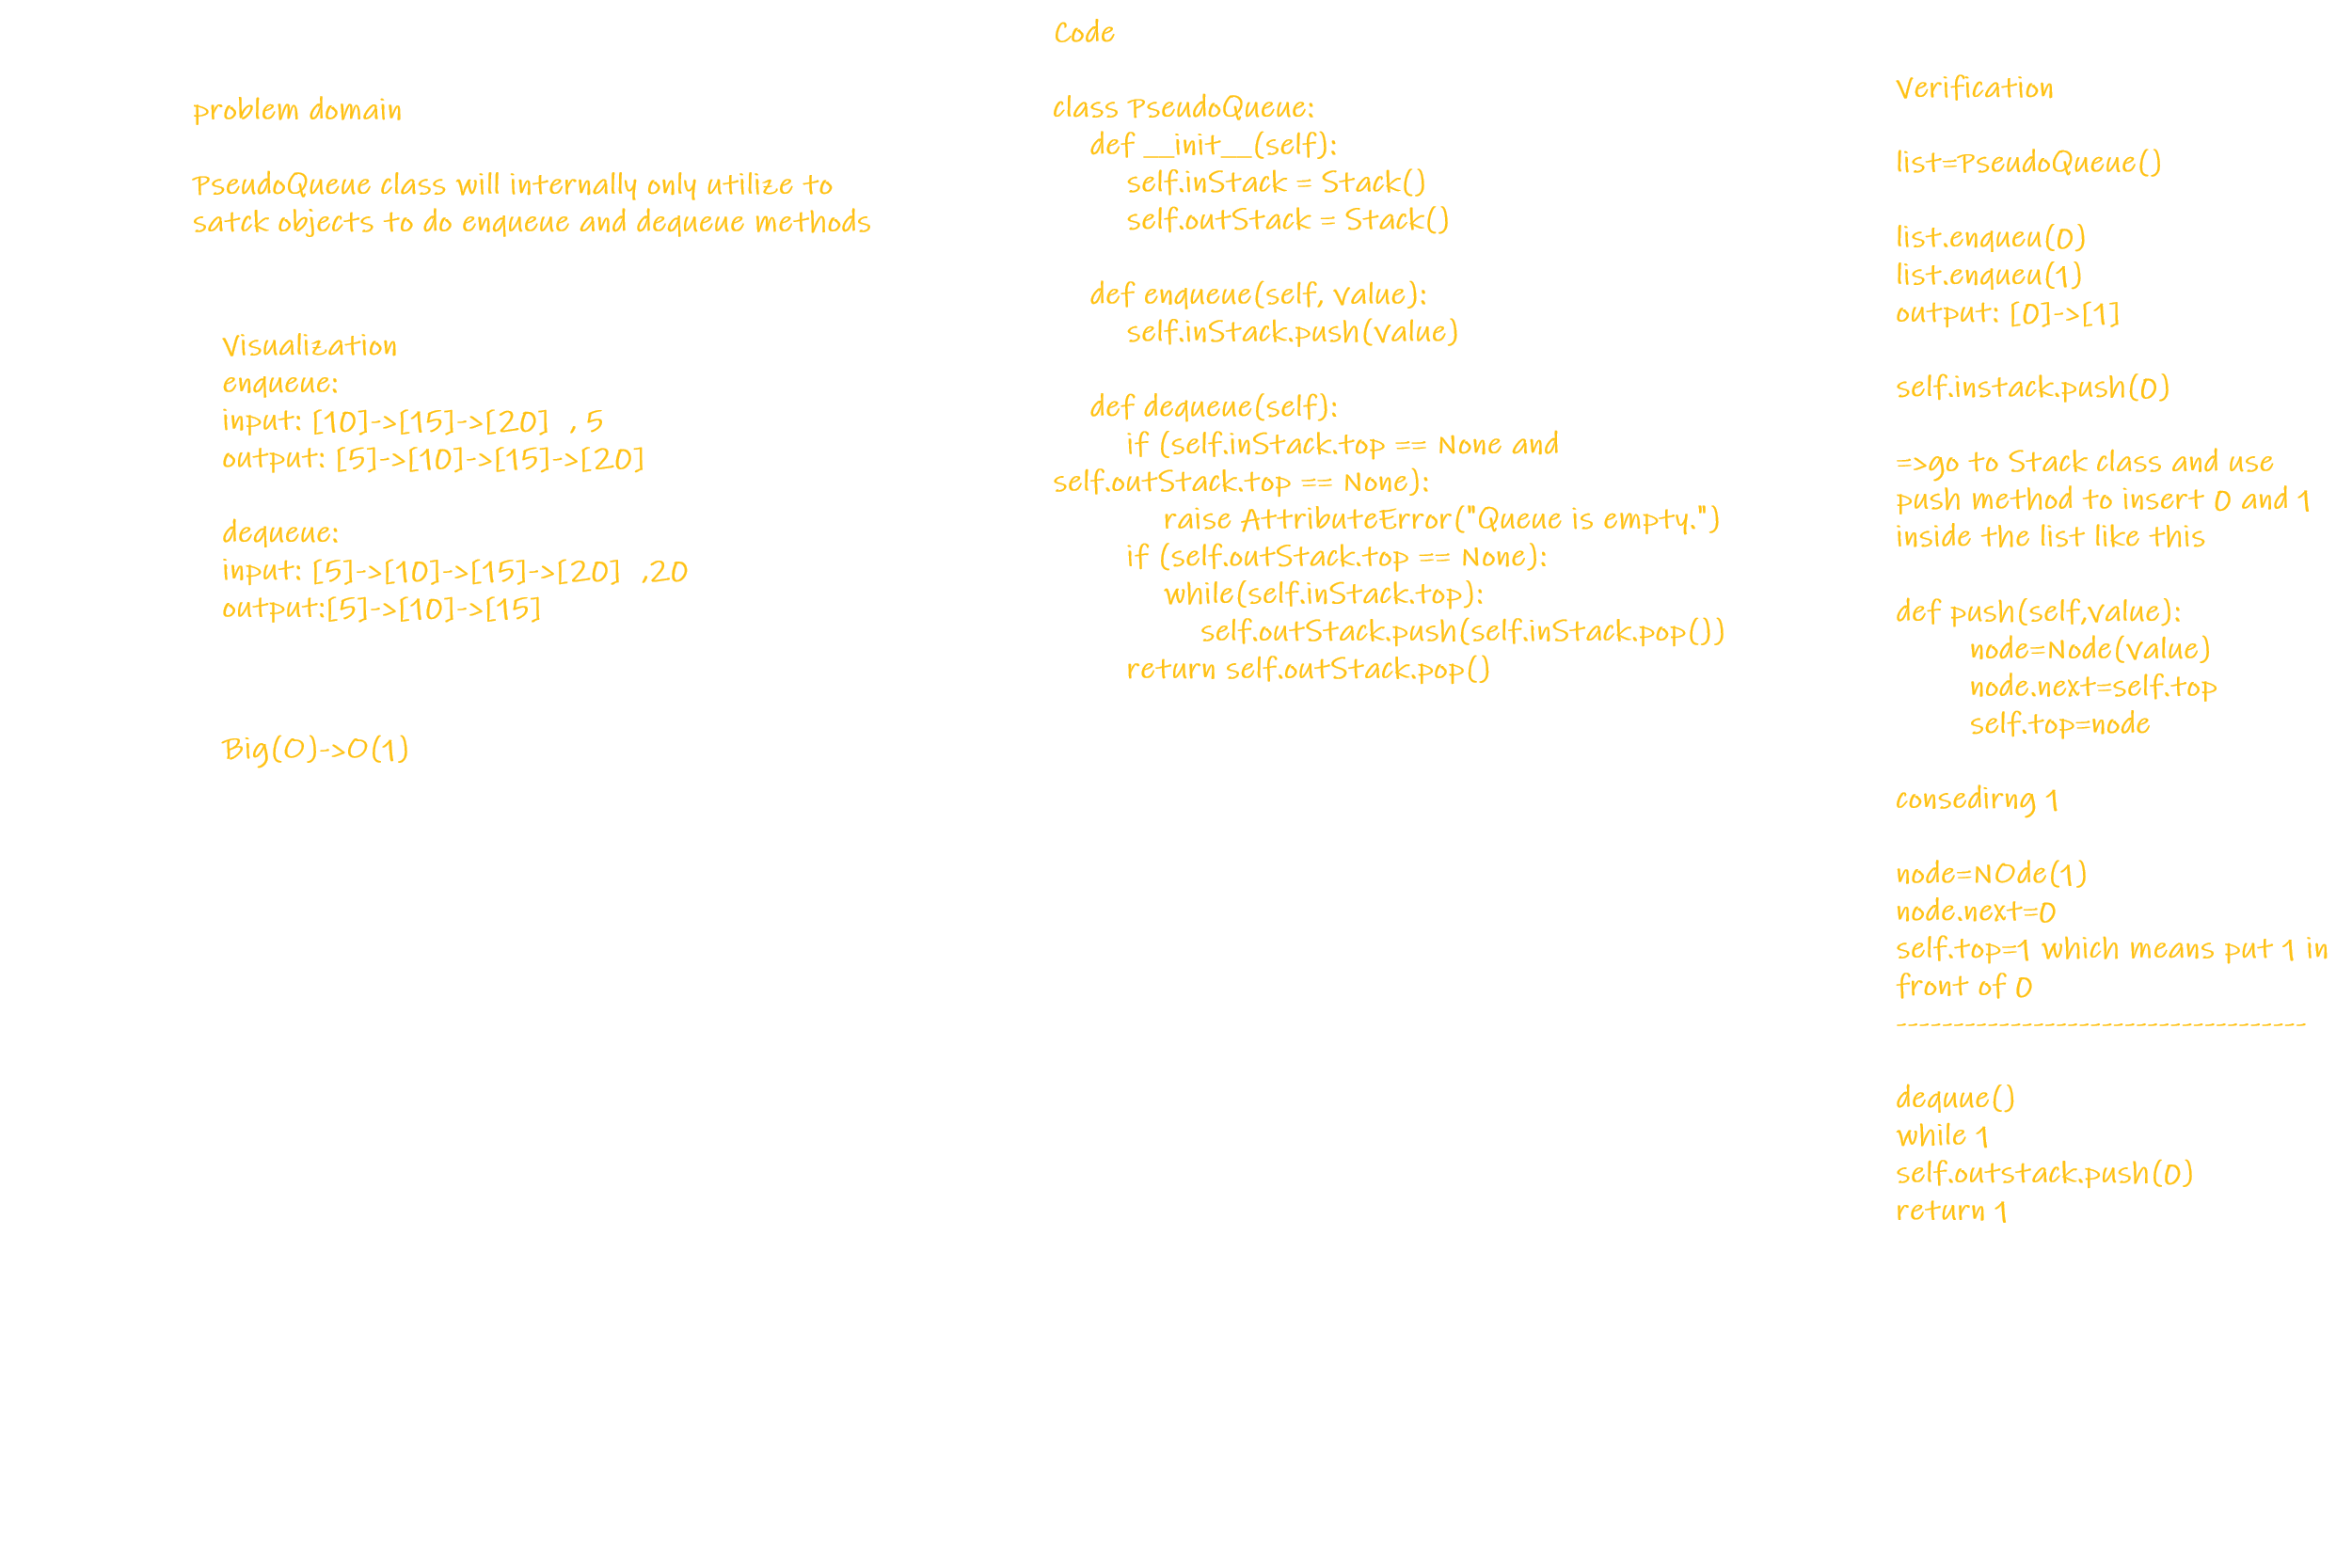 problem domain
PseudoQueue class will internally only utilize to
satck objects to do enqueue and dequeue methods
Visualization
enqueue:
input: [10]->[15]->[20]  , 5
output: [5]->[10]->[15]->[20]
dequeue:
input: [5]->[10]->[15]->[20]  ,20
output:[5]->[10]->[15]
Big(O)->O(1)
Code
class PseudoQueue:
    def __init__(self):
        self.inStack = Stack()
        self.outStack = Stack()
    def enqueue(self, value):
        self.inStack.push(value)
    def dequeue(self):
        if (self.inStack.top == None and
self.outStack.top == None):
            raise AttributeError("Queue is empty.")
        if (self.outStack.top == None):
            while(self.inStack.top):
                self.outStack.push(self.inStack.pop())
        return self.outStack.pop()
Verification
list=PseudoQueue()
list.enqueu(0)
list.enqueu(1)
output: [0]->[1]
self.instack.push(0)
=>go to Stack class and use
push method to insert 0 and 1
inside the list like this
def push(self,value):
        node=Node(value)
        node.next=self.top
        self.top=node
consedirng 1
node=NOde(1)
node.next=0
self.top=1 which means put 1 in
front of 0
------------------------------------
dequue()
while 1
self.outstack.push(0)
return 1